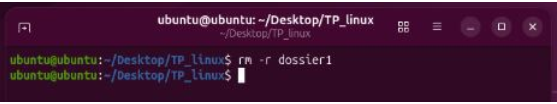 ubuntu@ubuntu: ~/Desktop/TP_linux
~/Desktop/TP_linux
ubuntu@ubuntu:~/Desktop/TP_linux$ rm -r dossier1
ubuntu@ubuntu:~/Desktop/TP_linux$